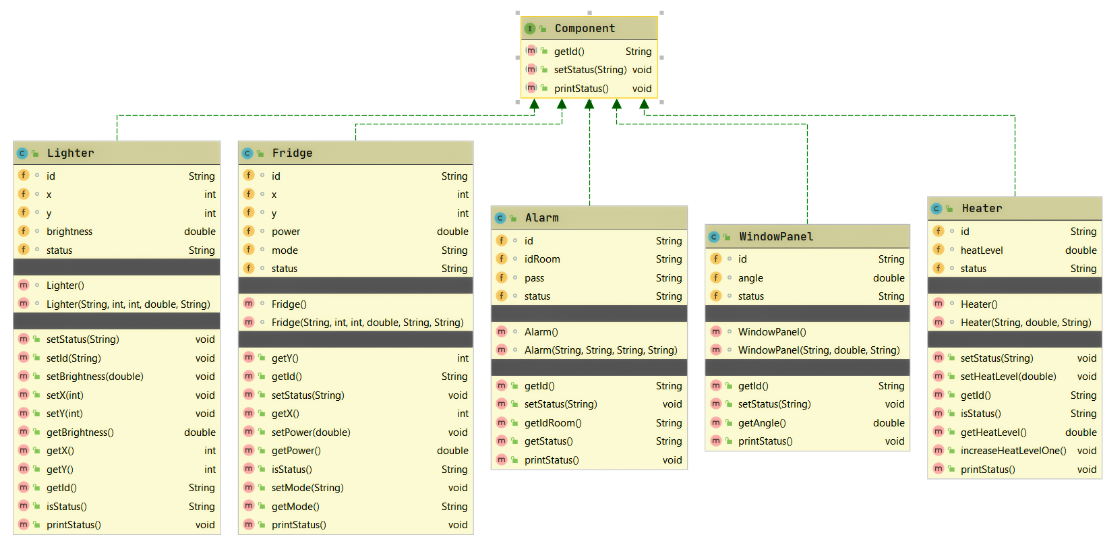 Component
getId() String
setStatus(String) void
printStatus() void
Lighter
id String
x int
y int
brightness double
status String
Lighter()
Lighter(String, int, int, double, String)
setStatus(String) void
setId(String) void
setBrightness(double) void
setX(int) void
setY(int) void
getBrightness() double
getX() int
getY() int
getId() String
isStatus() String
printStatus() void
Fridge
id String
x int
y int
power double
mode String
status String
Fridge()
Fridge(String, int, int, double, String, String)
getY() int
getId() String
setStatus(String) void
getX() int
setPower(double) void
getPower() double
isStatus() String
setMode(String) void
getMode() String
printStatus() void
Alarm
id String
idRoom String
pass String
status String
Alarm()
Alarm(String, String, String, String)
getId() String
setStatus(String) void
getIdRoom() String
getStatus() String
printStatus() void
WindowPanel
id String
angle double
status String
WindowPanel()
WindowPanel(String, double, String)
getId() String
setStatus(String) void
getAngle() double
printStatus() void
Heater
id String
heatLevel double
status String
Heater()
Heater(String, double, String)
setStatus(String) void
setHeatLevel(double) void
getId() String
isStatus() String
getHeatLevel() double
increaseHeatLevelOne() void
printStatus() void